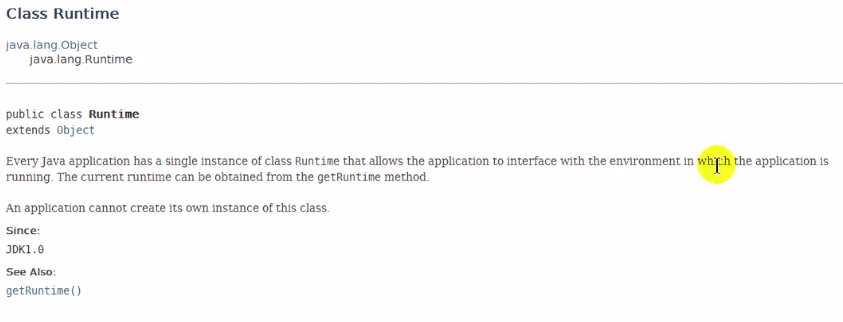 Class Runtime
java.lang.Object
java.lang.Runtime
public class Runtime
extends Object
Every Java application has a single instance of class Runtime that allows the application to interface with the environment in which the application is
running. The current runtime can be obtained from the getRuntime method.
An application cannot create its own instance of this class.
Since:
JDK1.0
See Also:
getRuntime()